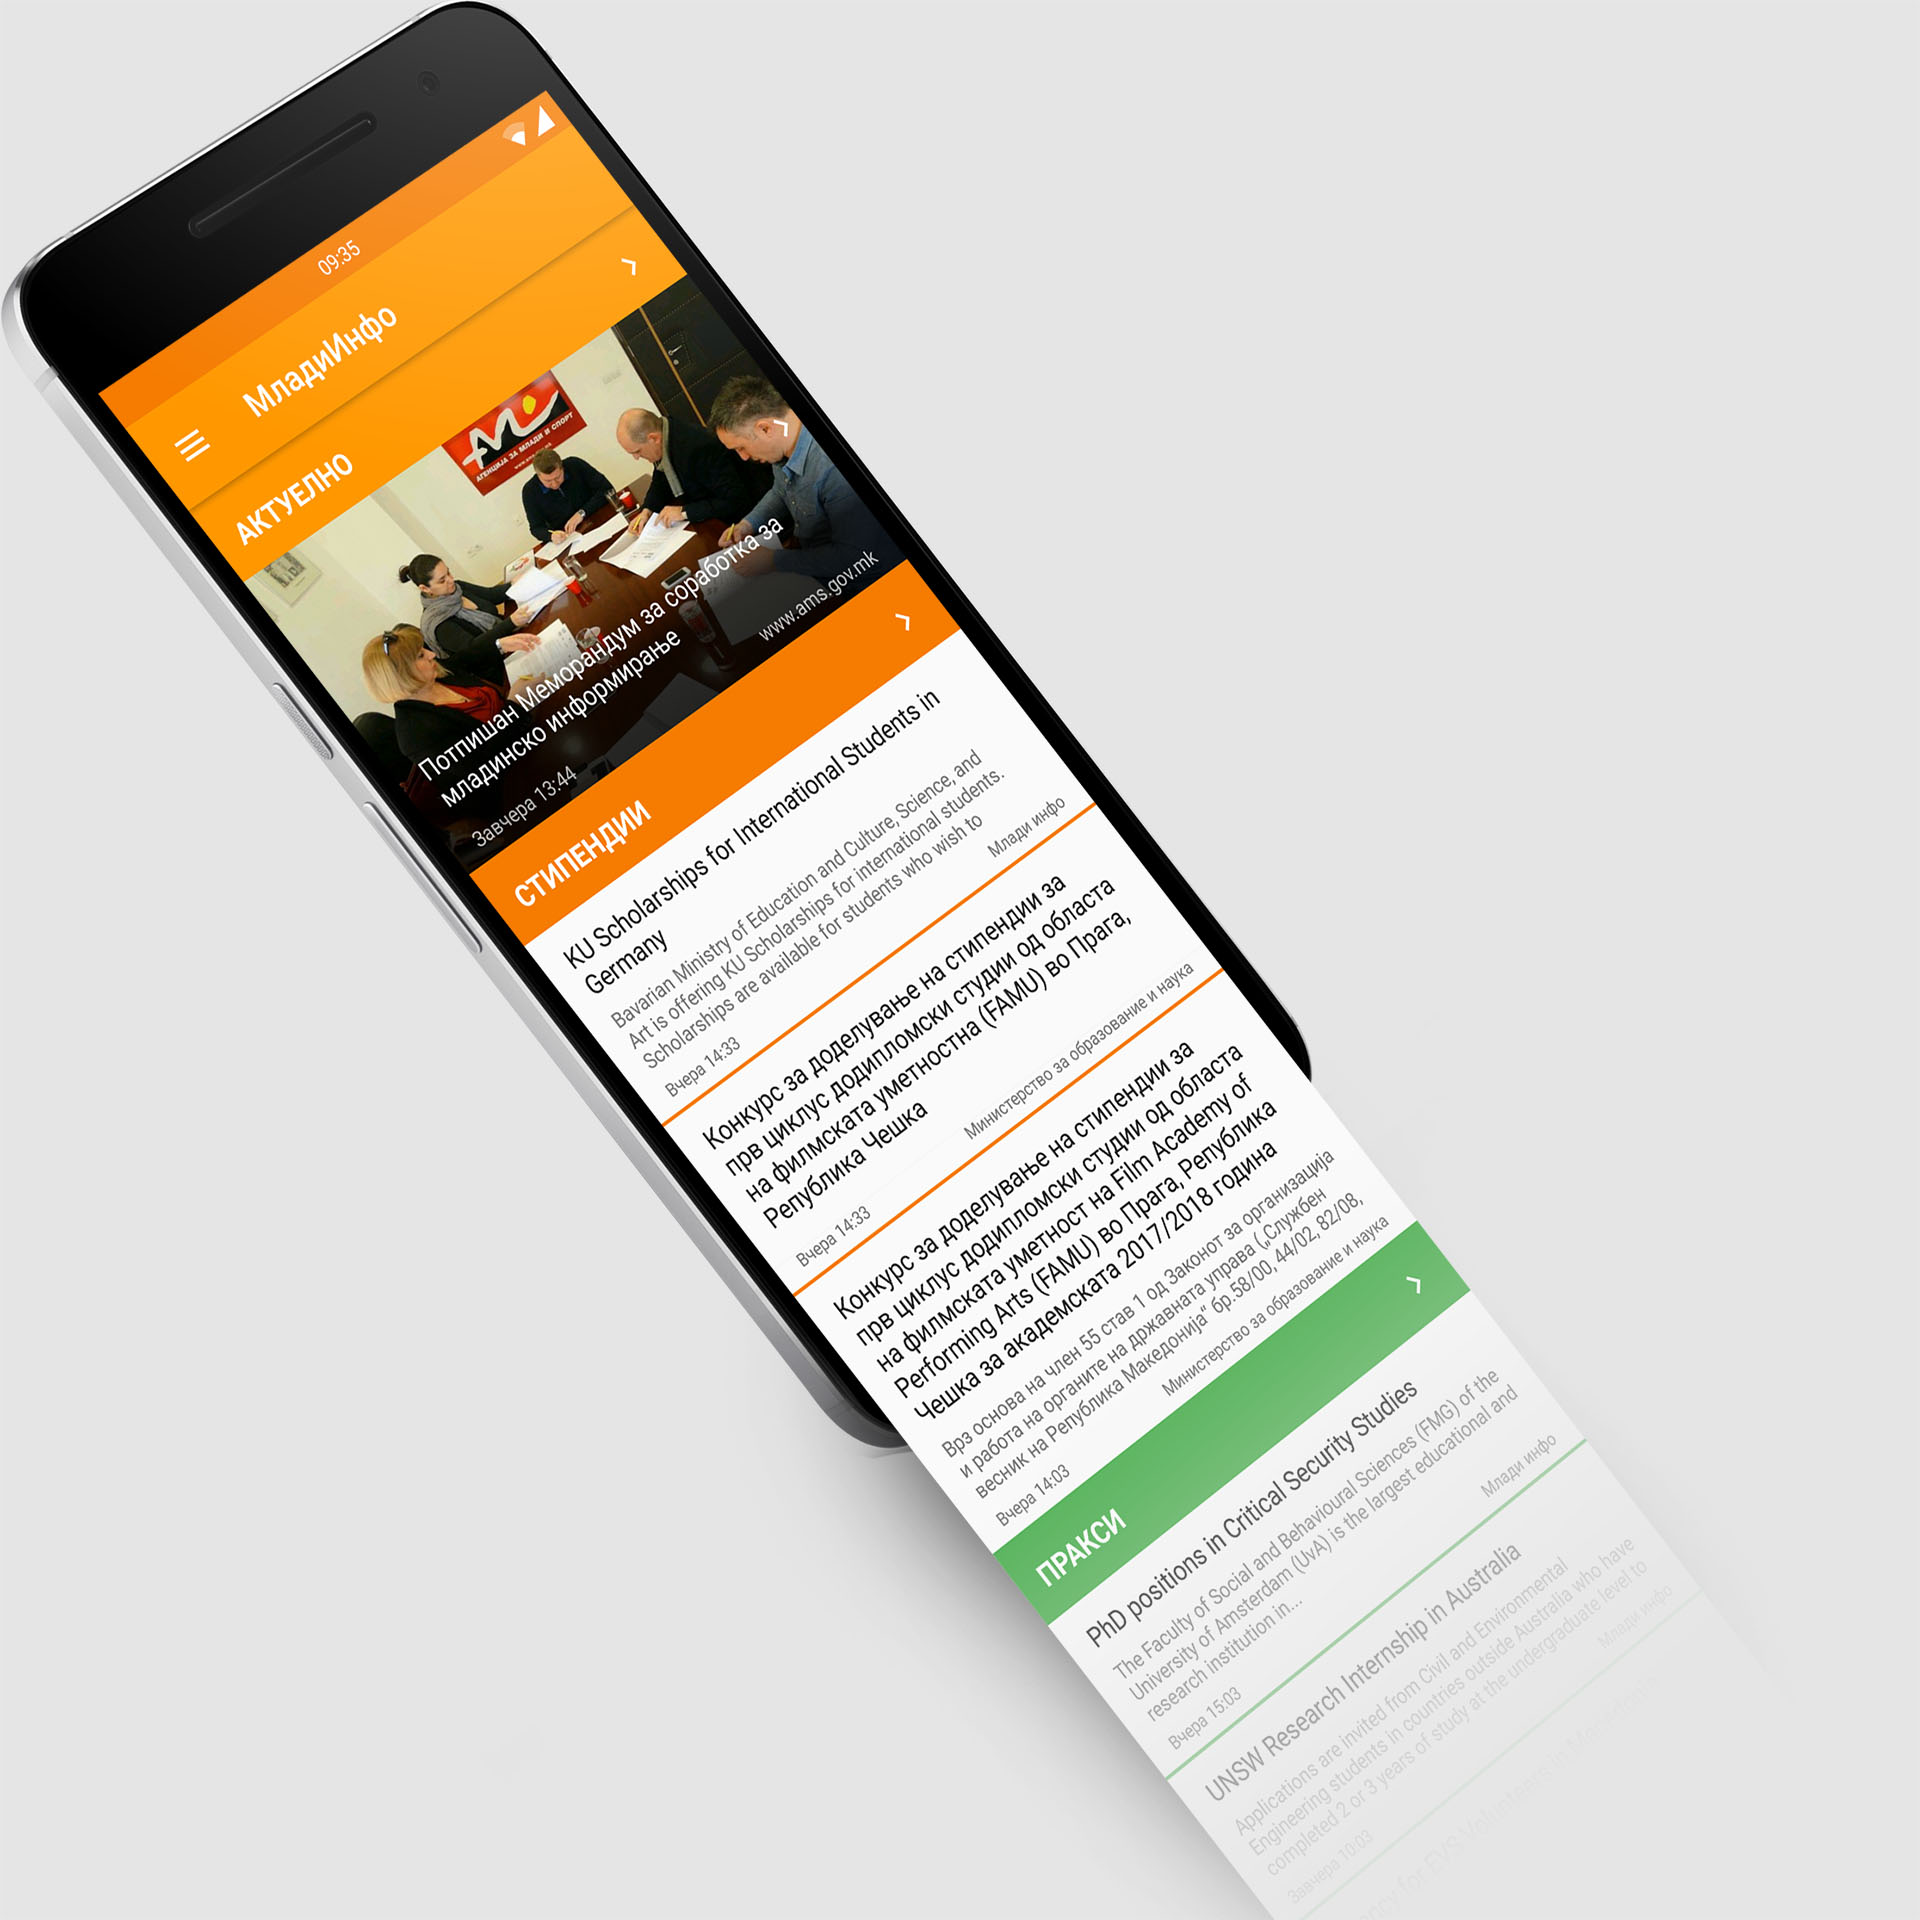 09:35
МладиИнфо
АКТУЕЛНО
АГЕНЦИЈА ЗА МЛАДИ И СПОРТ
Потпишан Меморандум за соработка за
младинско информирање
Завчера 13:44
www.ams.gov.mk
СТИПЕНДИИ
KU Scholarships for International Students in
Germany
Bavarian Ministry of Education and Culture, Science, and
Art is offering KU Scholarships for international students.
Scholarships are available for students who wish to
Вчера 14:33
Млади инфо
Конкурс за доделување на стипендии за
прв циклус додипломски студии од областа
на филмската уметностна (FAMU) во Прага,
Република Чешка
Вчера 14:33
Министерство за образование и наука
Конкурс за доделување на стипендии за
прв циклус додипломски студии од областа
на филмската уметност на Film Academy of
Performing Arts (FAMU) во Прага, Република
Чешка за академската 2017/2018 година
Врз основа на член 55 став 1 од Законот за организација
и работа на органите на државната управа („Службен
весник на Република Македонија“ бр.58/00, 44/02, 82/08,
Вчера 14:03
Министерство за образование и наука
ПРАКСИ
PhD positions in Critical Security Studies
The Faculty of Social and Behavioural Sciences (FMG) of the
University of Amsterdam (UvA) is the largest educational and
research institution in...
Вчера 15:03
Млади инфо
UNSW Research Internship in Australia
Applications are invited from Civil and Environmental
Engineering students in countries outside Australia who have
completed 2 or 3 years of study at the undergraduate level to
Завчера 10:03
Млади инфо
for EVS Volunteers in